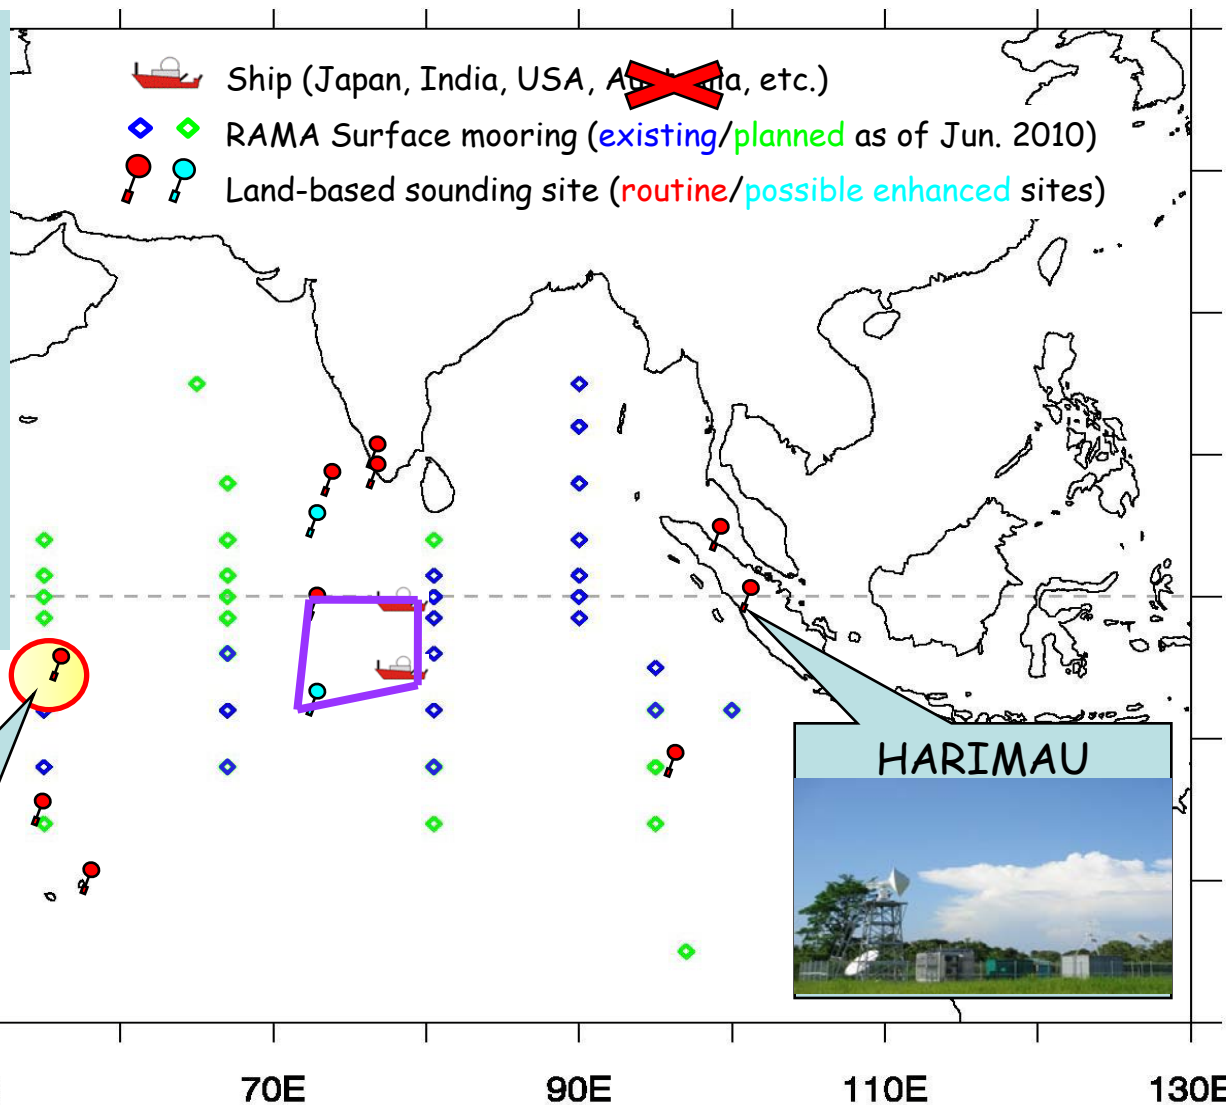 Ship (Japan, India, USA, etc.)
RAMA Surface mooring (existing/planned as of Jun. 2010)
Land-based sounding site (routine/possible enhanced sites)
HARIMAU
70E 90E 110E